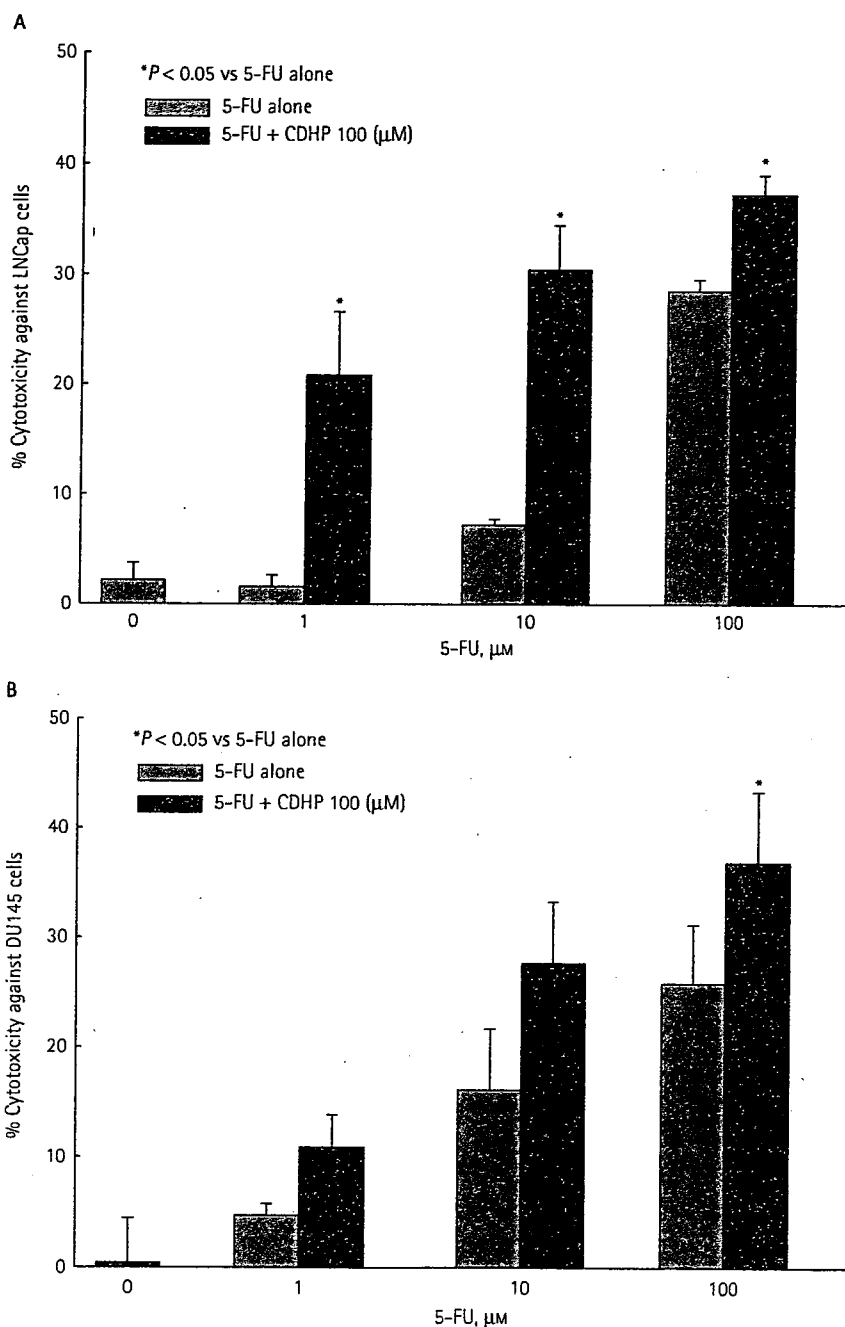 A
50
*P < 0.05 vs 5-FU alone
5-FU alone
5-FU + CDHP 100 (µM)
40
30
20
10
0
% Cytotoxicity against LNCap cells
0 1 10 100
5-FU, µM
B
50
*P < 0.05 vs 5-FU alone
5-FU alone
5-FU + CDHP 100 (µM)
40
30
20
10
0
% Cytotoxicity against DU145 cells
0 1 10 100
5-FU, µM
*
*
*
*